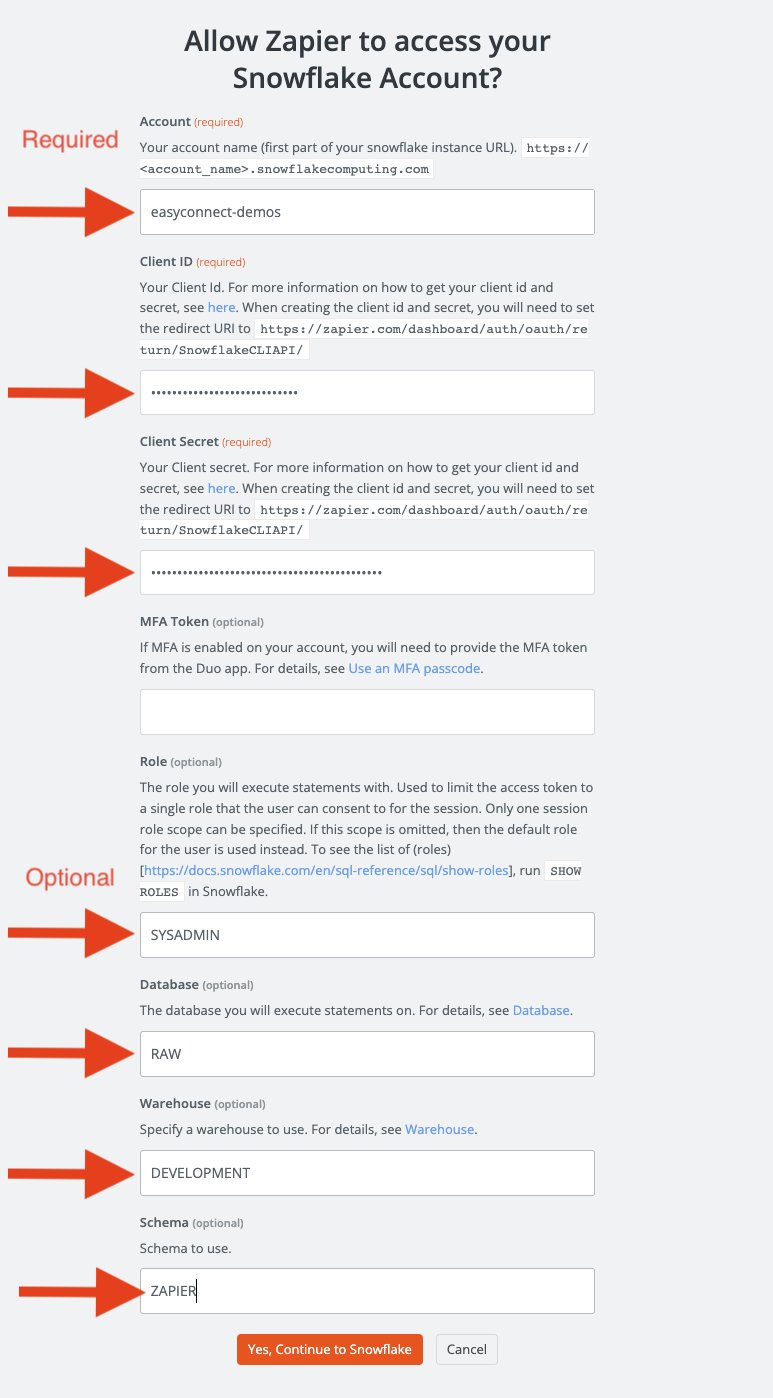 Allow Zapier to access your
Snowflake Account?
Required
Account (required)
Your account name (first part of your snowflake instance URL). https://
<account_name>.snowflakecomputing.com
easyconnect-demos
Client ID (required)
Your Client Id. For more information on how to get your client id and
secret, see here. When creating the client id and secret, you will need to set
the redirect URI to https://zapier.com/dashboard/auth/oauth/re
turn/SnowflakeCLIAPI/
••••••••••••••••••••••••••••
Client Secret (required)
Your Client secret. For more information on how to get your client id and
secret, see here. When creating the client id and secret, you will need to set
the redirect URI to https://zapier.com/dashboard/auth/oauth/re
turn/SnowflakeCLIAPI/
••••••••••••••••••••••••••••••••••••••••••••
MFA Token (optional)
If MFA is enabled on your account, you will need to provide the MFA token
from the Duo app. For details, see Use an MFA passcode.
Role (optional)
The role you will execute statements with. Used to limit the access token to
a single role that the user can consent to for the session. Only one session
role scope can be specified. If this scope is omitted, then the default role
for the user is used instead. To see the list of (roles)
[https://docs.snowflake.com/en/sql-reference/sql/show-roles], run SHOW
ROLES in Snowflake.
Optional
SYSADMIN
Database (optional)
The database you will execute statements on. For details, see Database.
RAW
Warehouse (optional)
Specify a warehouse to use. For details, see Warehouse.
DEVELOPMENT
Schema (optional)
Schema to use.
ZAPIER
Yes, Continue to Snowflake
Cancel